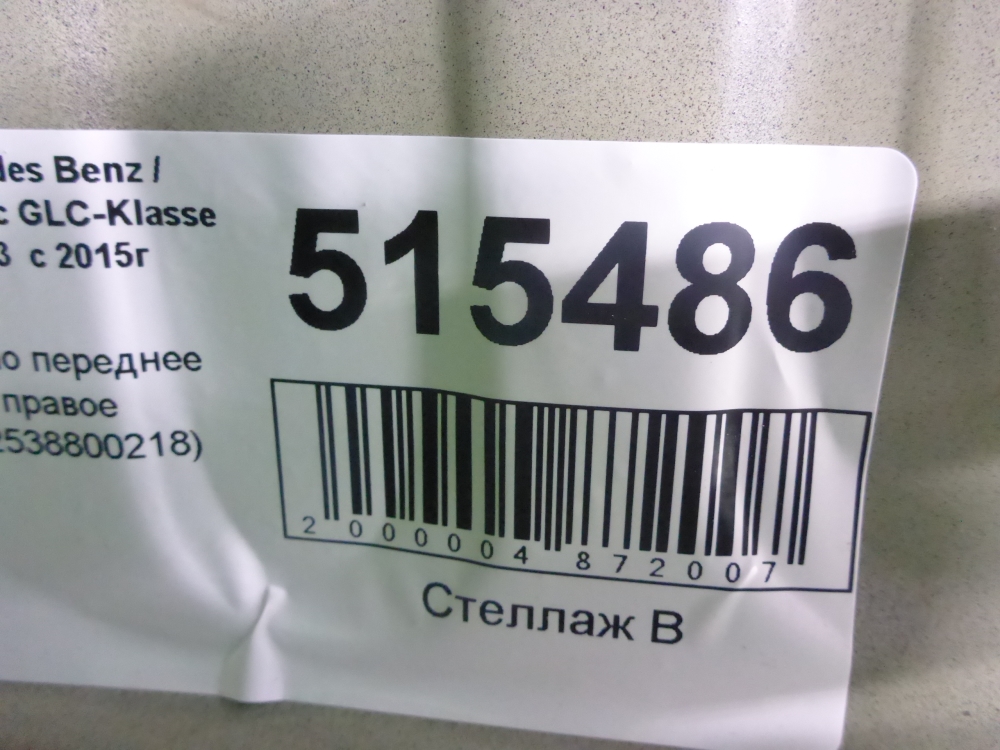 des Benz /
c GLC-Klasse
3 с 2015г
515486
о переднее
правое
2538800218)
2 000004 872007
Стеллаж В